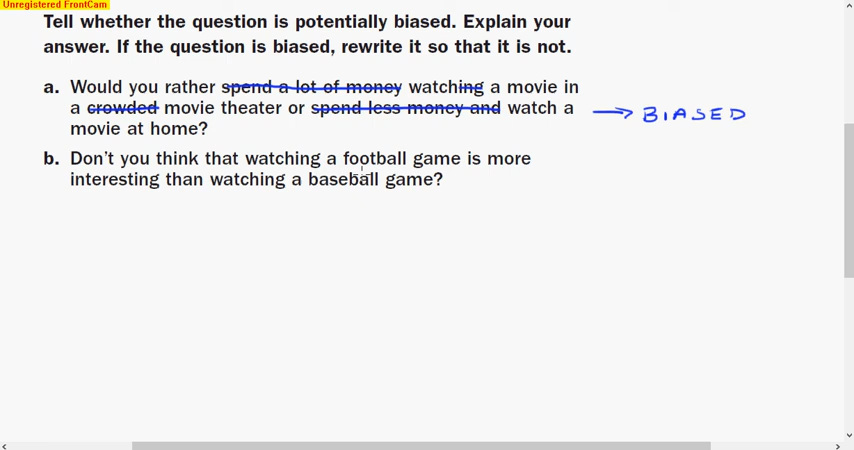 Unregistered FrontCam
Tell whether the question is potentially biased. Explain your
answer. If the question is biased, rewrite it so that it is not.
a. Would you rather spend a lot of money watching a movie in
a crowded movie theater or spend less money and watch a
movie at home?
→ BIASED
b. Don't you think that watching a football game is more
interesting than watching a baseball game?